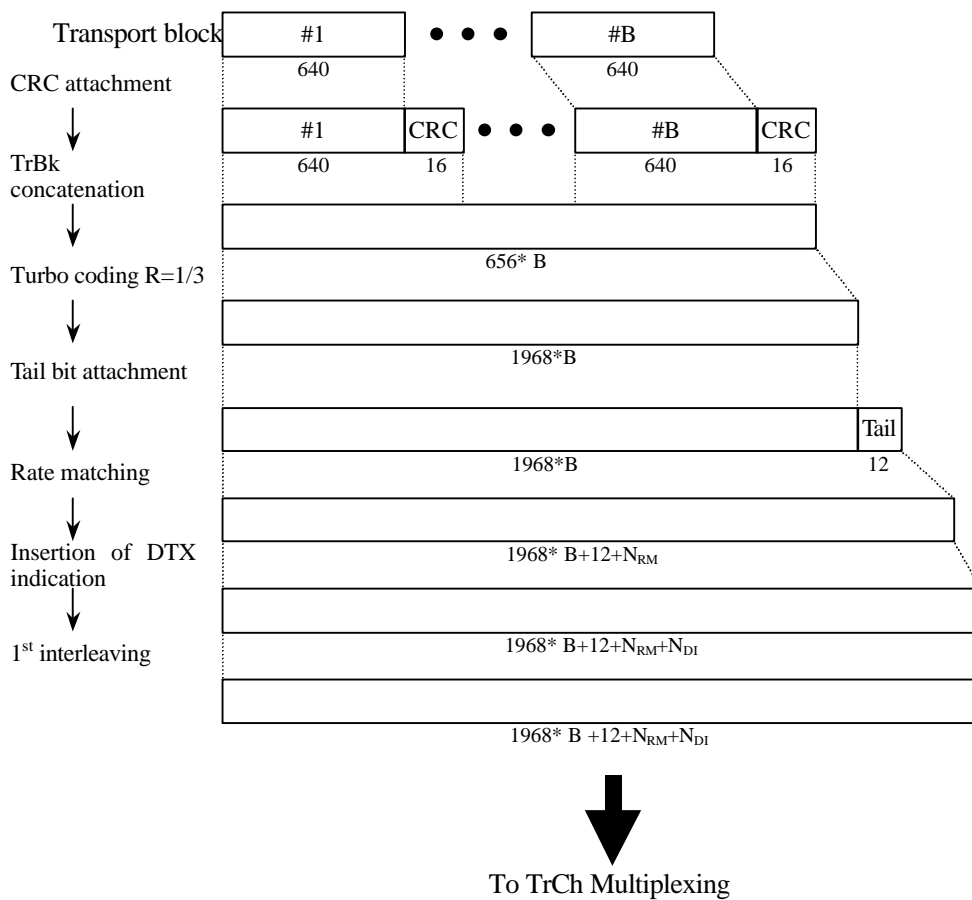 Transport block
#1
#B
640
640
CRC attachment
#1
CRC
#B
CRC
640
16
640
16
TrBk
concatenation
656* B
Turbo coding R=1/3
1968*B
Tail bit attachment
Tail
1968*B
12
Rate matching
1968* B+12+NRM
Insertion of DTX
indication
1968* B+12+NRM+NDI
1st interleaving
1968* B +12+NRM+NDI
To TrCh Multiplexing